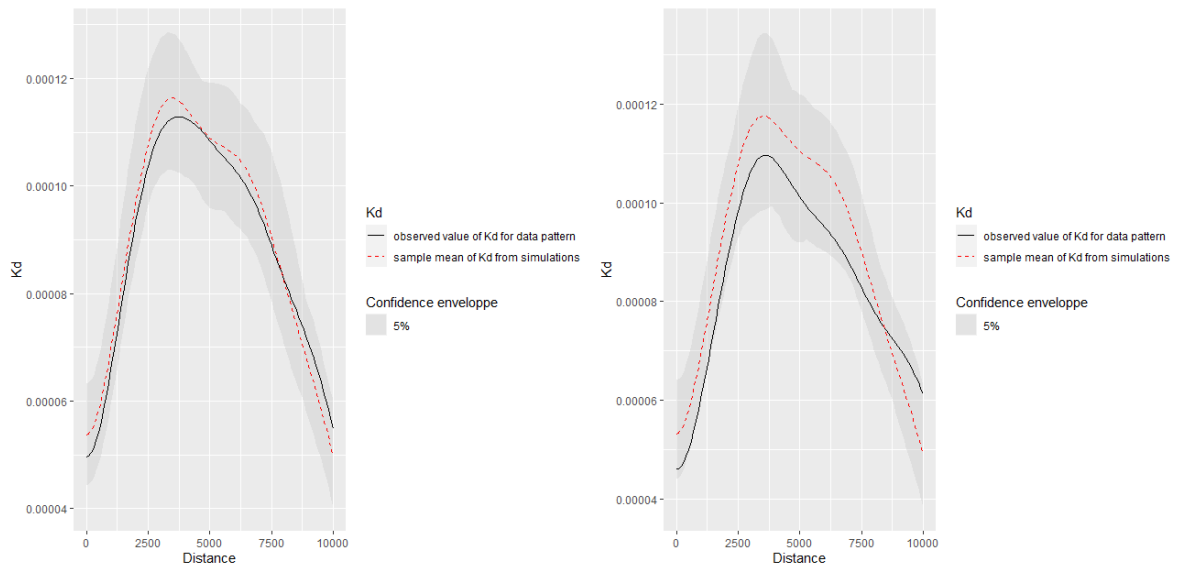 Kd
0.00012
0.00010
0.00008
0.00006
0.00004
0
2500
5000
7500
10000
Distance
Kd
observed value of Kd for data pattern
sample mean of Kd from simulations
Confidence enveloppe
5%
Kd
0.00012
0.00010
0.00008
0.00006
0.00004
0
2500
5000
7500
10000
Distance
Kd
observed value of Kd for data pattern
sample mean of Kd from simulations
Confidence enveloppe
5%